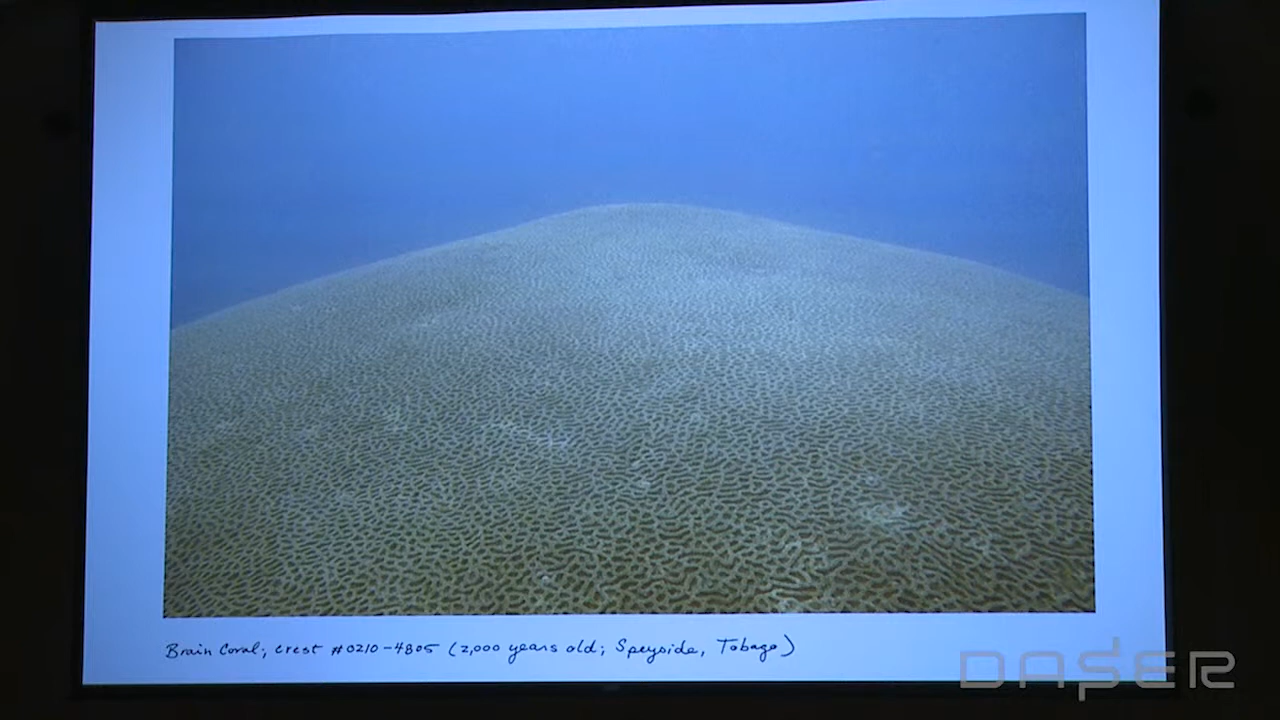 Brain Coral; crest #0210-4805 (2,000 years old; Speyside, Tobago)
DASER